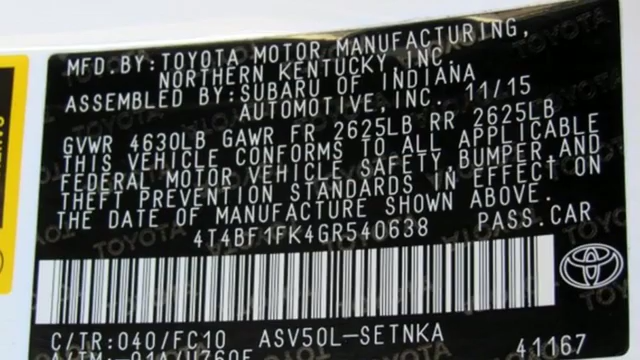 MFD.BY:TOYOTA MOTOR MANUFACTURING,
NORTHERN KENTUCKY INC.
ASSEMBLED BY:SUBARU OF INDIANA
AUTOMOTIVE,INC. 11/15
GVWR 4630LB GAWR FR 2625LB RR 2625LB
THIS VEHICLE CONFORMS TO ALL APPLICABLE
FEDERAL MOTOR VEHICLE SAFETY,BUMPER,AND
THEFT PREVENTION STANDARDS IN EFFECT ON
THE DATE OF MANUFACTURE SHOWN ABOVE.
4T4BF1FK4GR540638 PASS.CAR
C/TR:040/FC10 ASV50L-SETNKA
41167